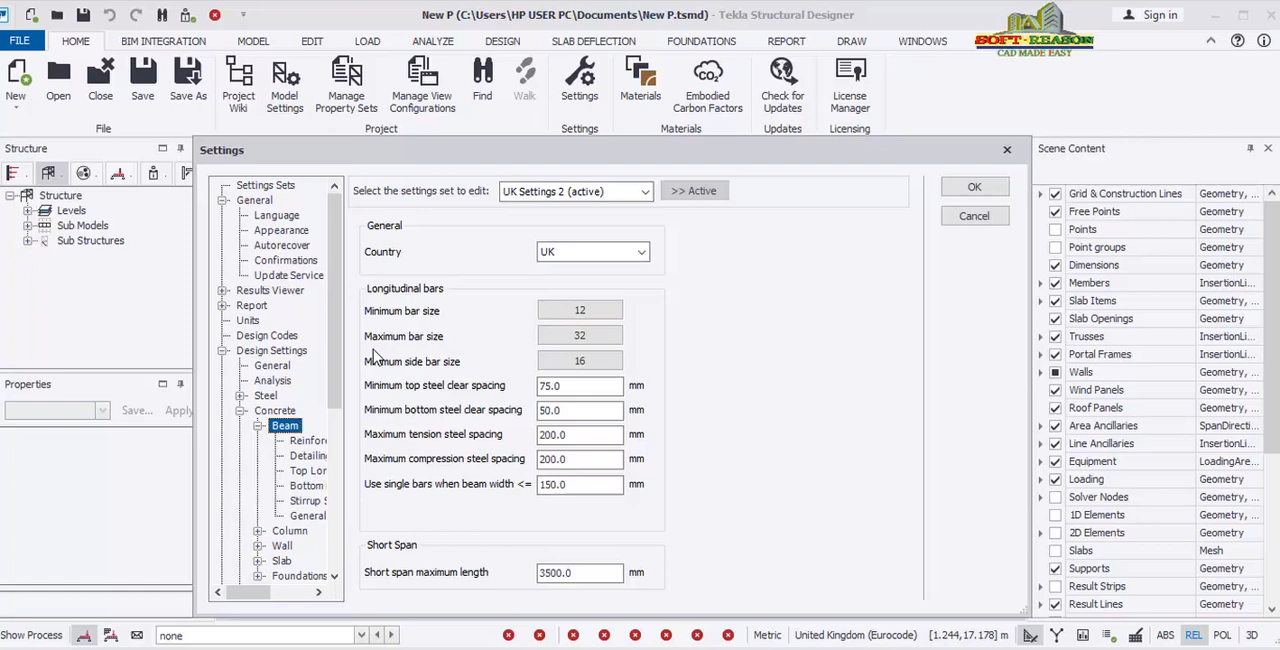 New P (C:/Users/HP USER PC/Documents/New P.tsmd) - Tekla Structural Designer
Sign in
FILE HOME BIM INTEGRATION MODEL LOAD ANALYZE DESIGN SLAB DETECTION FOUNDATIONS REPORT DRAW WINDOWS
SOFT-REASON
CAD MADE EASY
New Open Close Save Save As Project Wiki Model Settings Manage Property Sets Manage View Configurations Find Walk Settings Materials Embodied Carbon Factors Check for Updates License Manager
File Project Settings Materials Updates Licensing
Structure
Structure
Levels
Sub Models
Sub Structures
Properties
Save... Apply
Settings
Settings Sets
General
Language
Appearance
Autorecover
Confirmations
Update Service
Results Viewer
Report
Units
Design Codes
Design Settings
General
Analysis
Steel
Concrete
Beam
Reinfor
Detailin
Top Lor
Bottom
Stirrup S
General
Column
Wall
Slab
Foundations
Select the settings set to edit: UK Settings 2 (active) >> Active
General
Country UK
Longitudinal bars
Minimum bar size 12
Maximum bar size 32
Minimum side bar size 16
Minimum top steel clear spacing 75.0 mm
Minimum bottom steel clear spacing 50.0 mm
Maximum tension steel spacing 200.0 mm
Maximum compression steel spacing 200.0 mm
Use single bars when beam width <= 150.0 mm
Short Span
Short span maximum length 3500.0 mm
OK
Cancel
Scene Content
Grid & Construction Lines Geometry, ...
Free Points Geometry
Points Geometry
Point groups Geometry
Dimensions Geometry
Members InsertionLi...
Slab Items Geometry, ...
Slab Openings Geometry
Trusses Geometry, ...
Portal Frames Geometry, ...
Walls Geometry, ...
Wind Panels Geometry, ...
Roof Panels Geometry, ...
Area Ancillaries SpanDirecti...
Line Ancillaries InsertionLi...
Equipment LoadingArea...
Loading Geometry, ...
Solver Nodes Geometry, ...
1D Elements Geometry, ...
2D Elements Geometry, ...
Slabs Mesh
Supports Geometry, ...
Result Strips Geometry, ...
Result Lines Geometry, ...
Show Process none Metric United Kingdom (Eurocode) [1.244,17.178] m ABS REL POL 3D